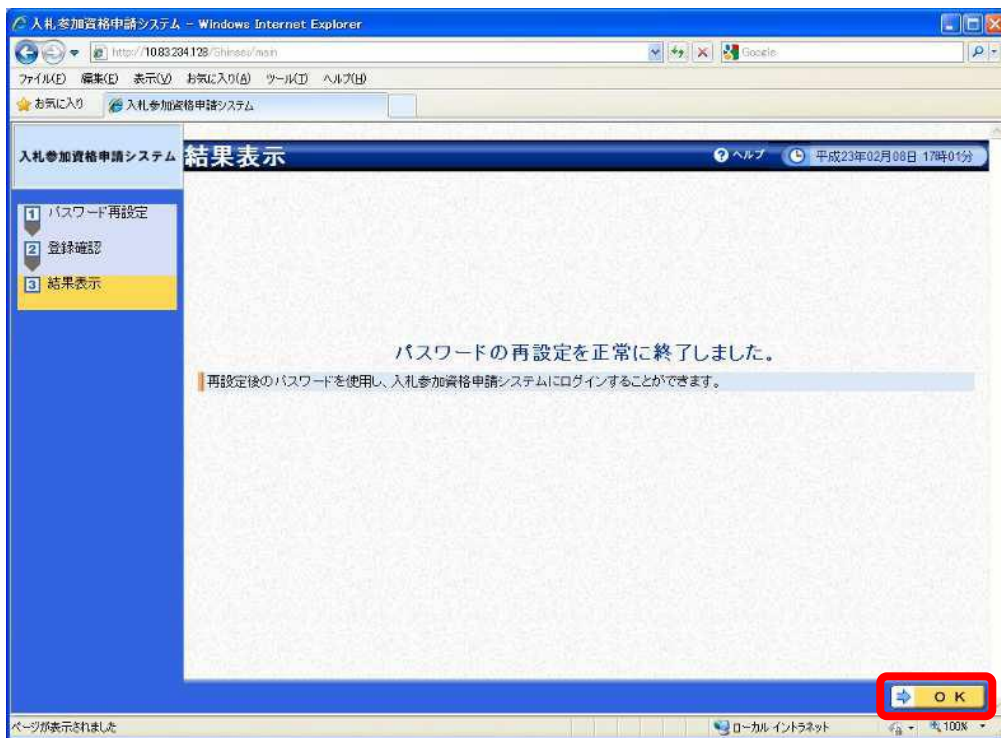 入札参加資格申請システム - Windows Internet Explorer
http://10.83.234.128/Shinsei/main
Google
ファイル(F) 編集(E) 表示(V) お気に入り(A) ツール(T) ヘルプ(H)
お気に入り 入札参加資格申請システム
入札参加資格申請システム
結果表示
ヘルプ
平成23年02月08日 17時01分
1 パスワード再設定
2 登録確認
3 結果表示
パスワードの再設定を正常に終了しました。
再設定後のパスワードを使用し、入札参加資格申請システムにログインすることができます。
OK
ページが表示されました
ローカル イントラネット
100%